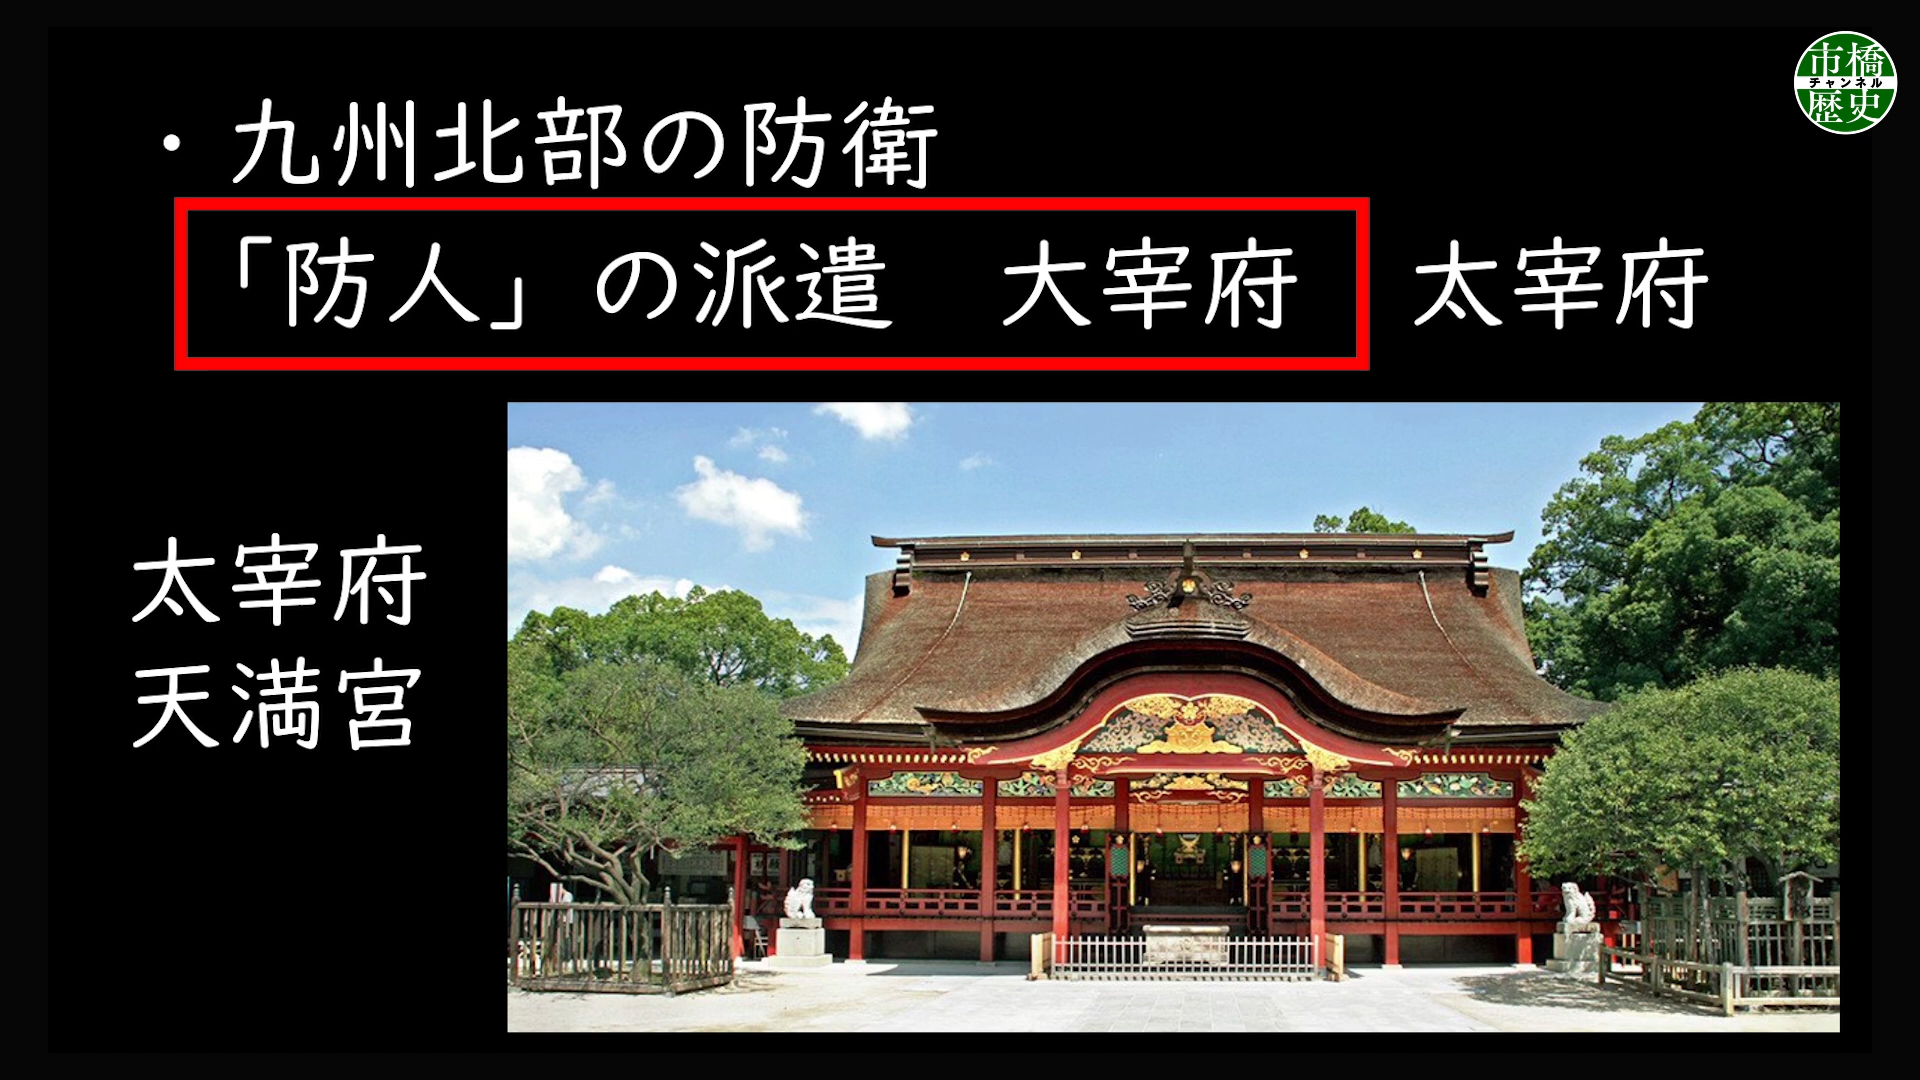 ・九州北部の防衛
「防人」の派遣　大宰府　太宰府
太宰府
天満宮
市橋
チャンネル
歴史